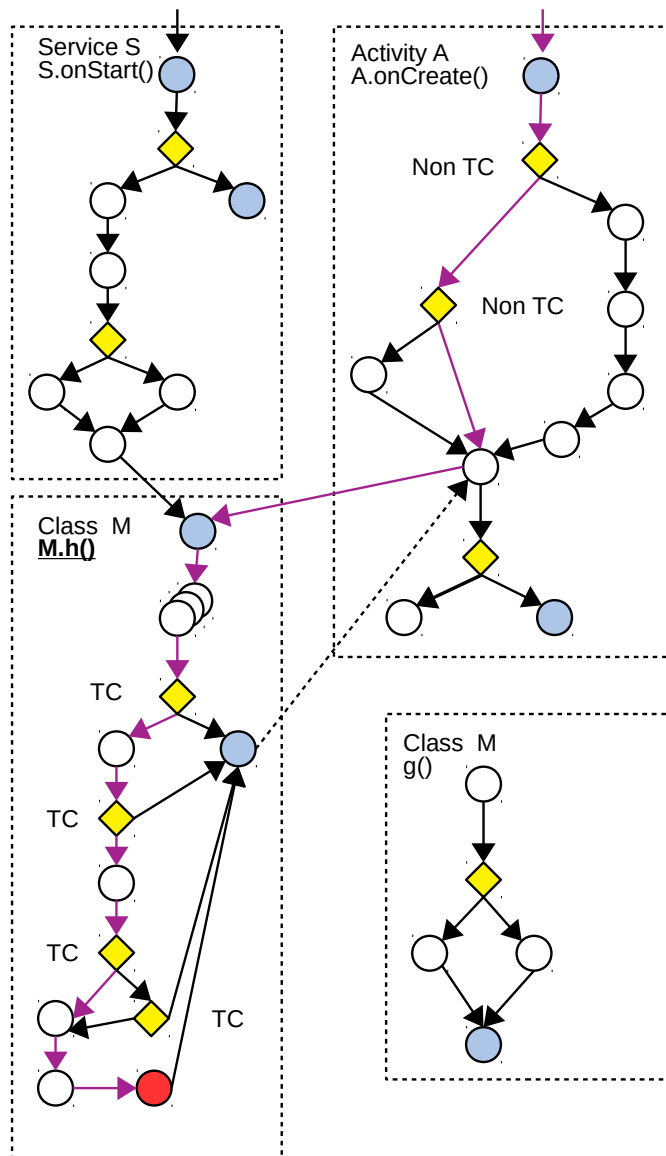 Service S
S.onStart()
Activity A
A.onCreate()
Non TC
Non TC
Class M
M.h()
TC
TC
TC
TC
Class M
g()